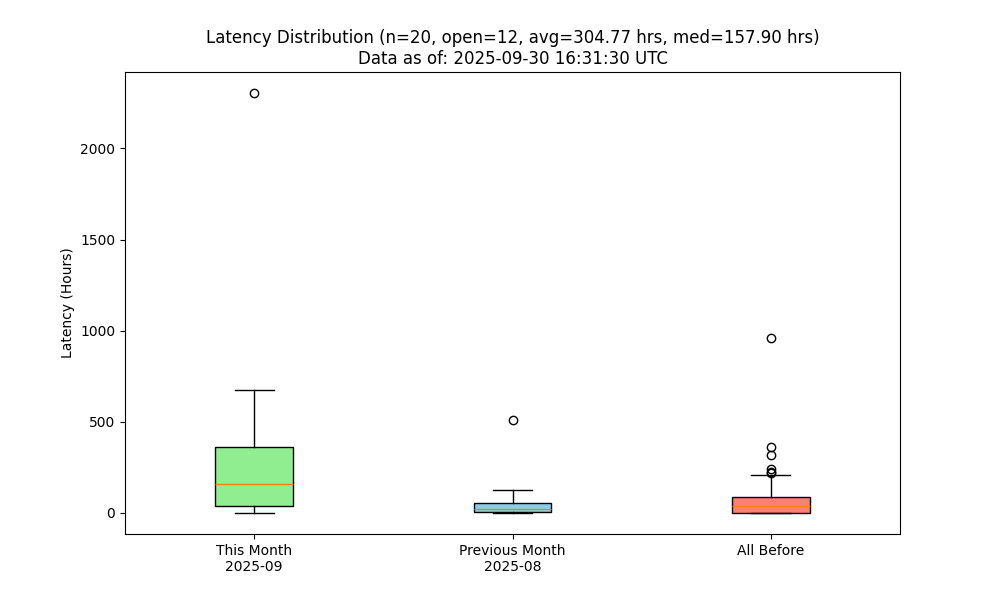 Latency Distribution (n=20, open=12, avg=304.77 hrs, med=157.90 hrs)
Data as of: 2025-09-30 16:31:30 UTC
Latency (Hours)
2000
1500
1000
500
0
This Month
2025-09
Previous Month
2025-08
All Before